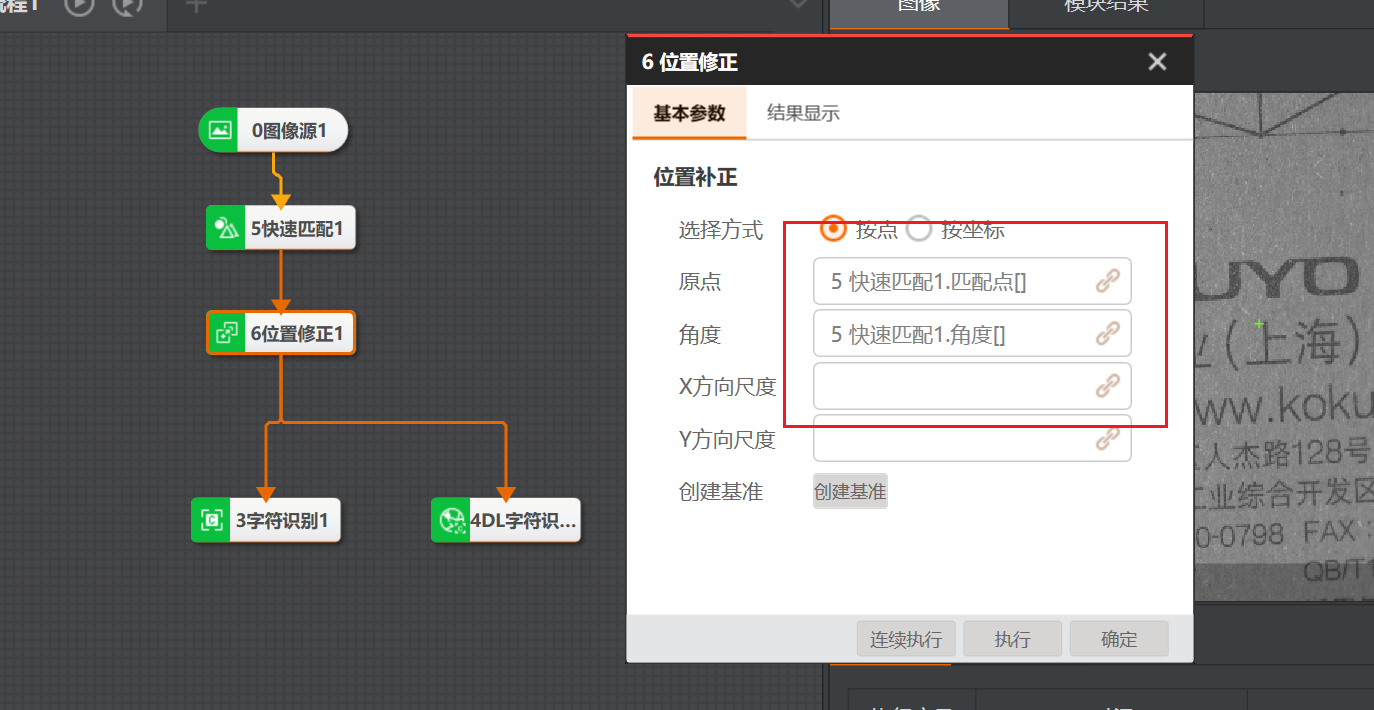 流程1
图像
模块结果
6 位置修正
基本参数
结果显示
0图像源1
位置补正
5快速匹配1
选择方式
按点
按坐标
原点
5 快速匹配1.匹配点[]
6位置修正1
角度
5 快速匹配1.角度[]
X方向尺度
Y方向尺度
创建基准
创建基准
3字符识别1
4DL字符识...
连续执行
执行
确定
UYO
业(上海)
ww.koku
人杰路128号
工业综合开发区
0-0798 FAX:
QB/T1